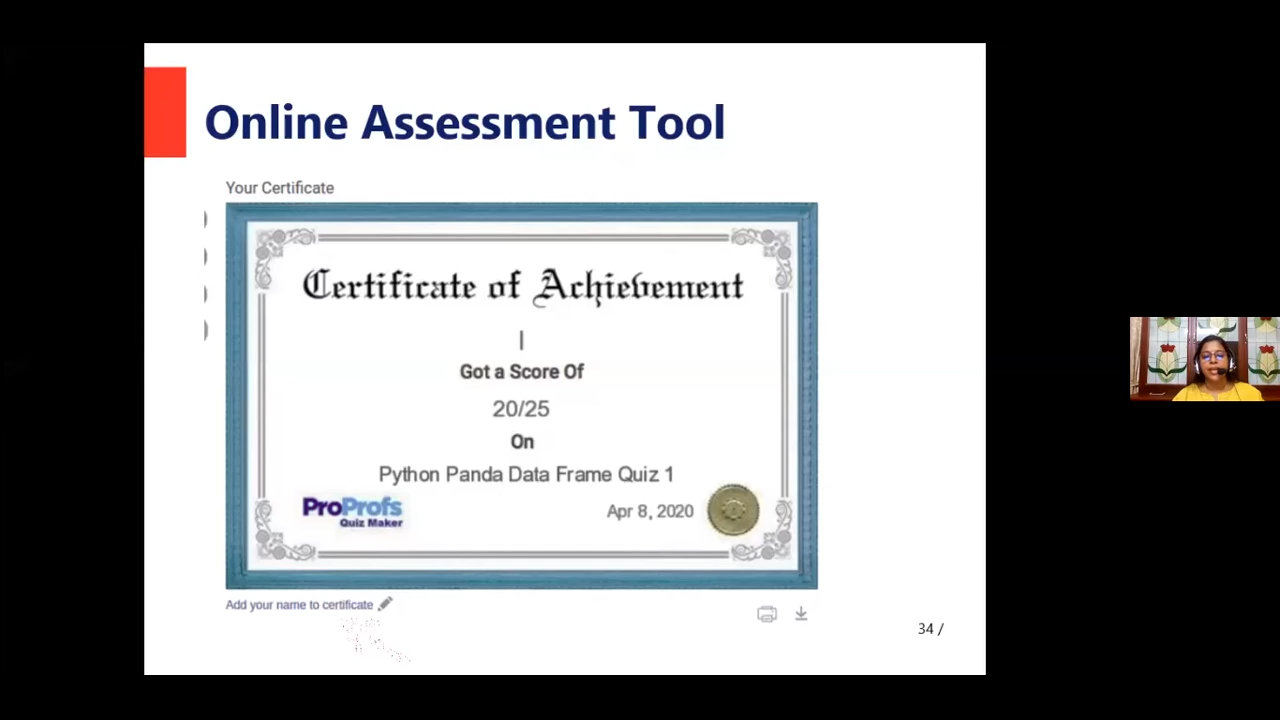 Online Assessment Tool
Your Certificate
Certificate of Achievement
Got a Score Of
20/25
On
Python Panda Data Frame Quiz 1
ProProfs
Quiz Maker
Apr 8, 2020
Add your name to certificate
34 /